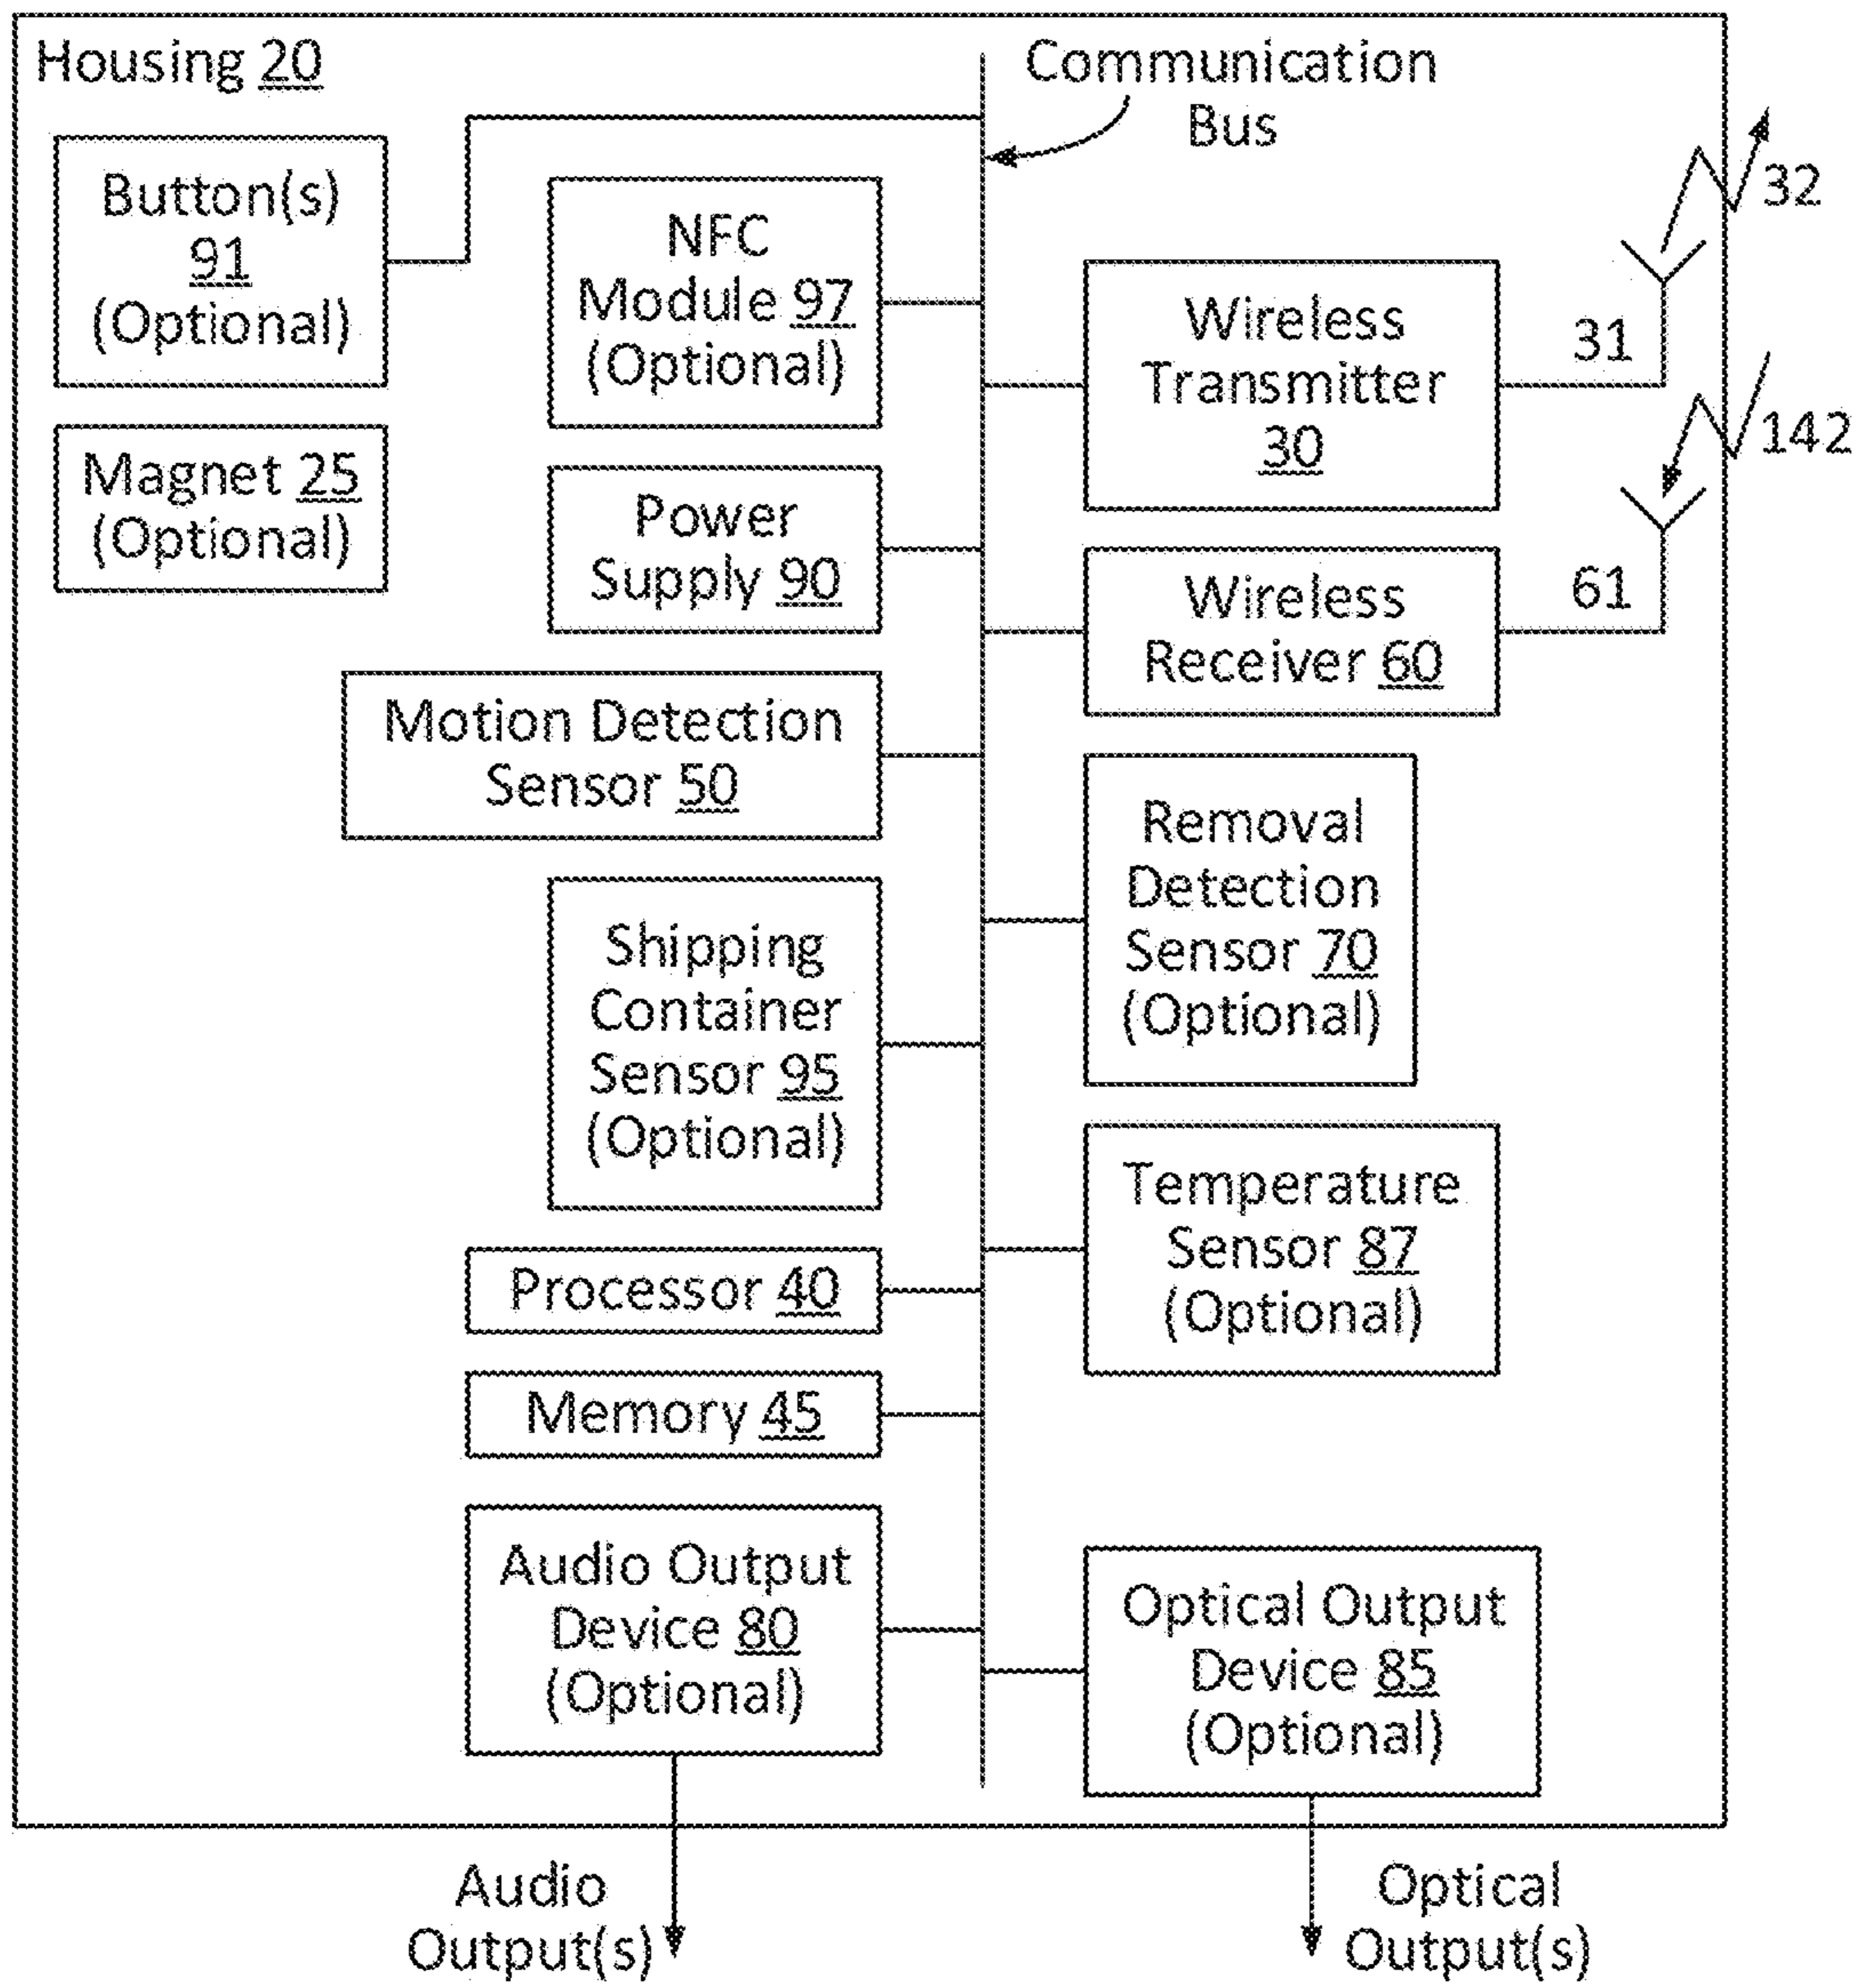 Housing 20
Communication
Bus
Button(s)
91
(Optional)
NFC
Module 97
(Optional)
32
Wireless
Transmitter
30
31
142
Magnet 25
(Optional)
Power
Supply 90
Wireless
Receiver 60
61
Motion Detection
Sensor 50
Removal
Detection
Sensor 70
(Optional)
Shipping
Container
Sensor 95
(Optional)
Temperature
Sensor 87
(Optional)
Processor 40
Memory 45
Audio Output
Device 80
(Optional)
Optical Output
Device 85
(Optional)
Audio
Output(s)
Optical
Output(s)